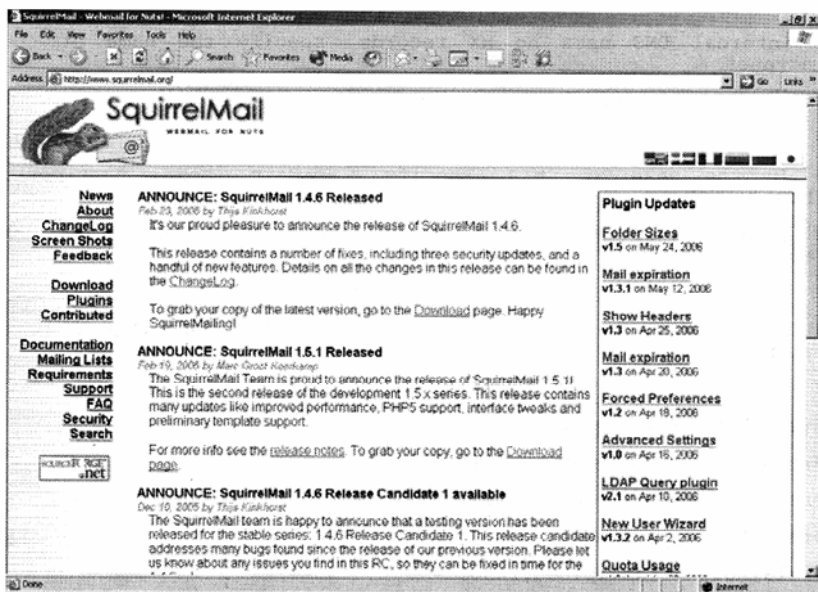 SquirrelMail - Webmail for Nuts! - Microsoft Internet Explorer
File Edit View Favorites Tools Help
Back Search Favorites Media
Address http://www.squirrelmail.org/ Go Links »
SquirrelMail
WEBMAIL FOR NUTS
@
News
About
ChangeLog
Screen Shots
Feedback
Download
Plugins
Contributed
Documentation
Mailing Lists
Requirements
Support
FAQ
Security
Search
.net
ANNOUNCE: SquirrelMail 1.4.6 Released
Feb 23, 2006 by Thijs Kinkhorst
It's our proud pleasure to announce the release of SquirrelMail 1.4.6.
This release contains a number of fixes, including three security updates, and a
handful of new features. Details on all the changes in this release can be found in
the ChangeLog.
To grab your copy of the latest version, go to the Download page. Happy
SquirrelMailing!
ANNOUNCE: SquirrelMail 1.5.1 Released
Feb 19, 2006 by Marc Groot Koerkamp
The SquirrelMail Team is proud to announce the release of SquirrelMail 1.5.1!
This is the second release of the development 1.5.x series. This release contains
many updates like improved performance, PHP5 support, interface tweaks and
preliminary template support.
For more info see the release notes. To grab your copy, go to the Download
page.
ANNOUNCE: SquirrelMail 1.4.6 Release Candidate 1 available
Dec 10, 2005 by Thijs Kinkhorst
The SquirrelMail team is happy to announce that a testing version has been
released for the stable series: 1.4.6 Release Candidate 1. This release candidate
addresses many bugs found since the release of our previous version. Please let
us know about any issues you find in this RC, so they can be fixed in time for the
Plugin Updates
Folder Sizes
v1.5 on May 24, 2006
Mail expiration
v1.3.1 on May 12, 2006
Show Headers
v1.3 on Apr 25, 2006
Mail expiration
v1.3 on Apr 20, 2006
Forced Preferences
v1.2 on Apr 18, 2006
Advanced Settings
v1.0 on Apr 16, 2006
LDAP Query plugin
v2.1 on Apr 10, 2006
New User Wizard
v1.3.2 on Apr 2, 2006
Quota Usage
Done
Internet